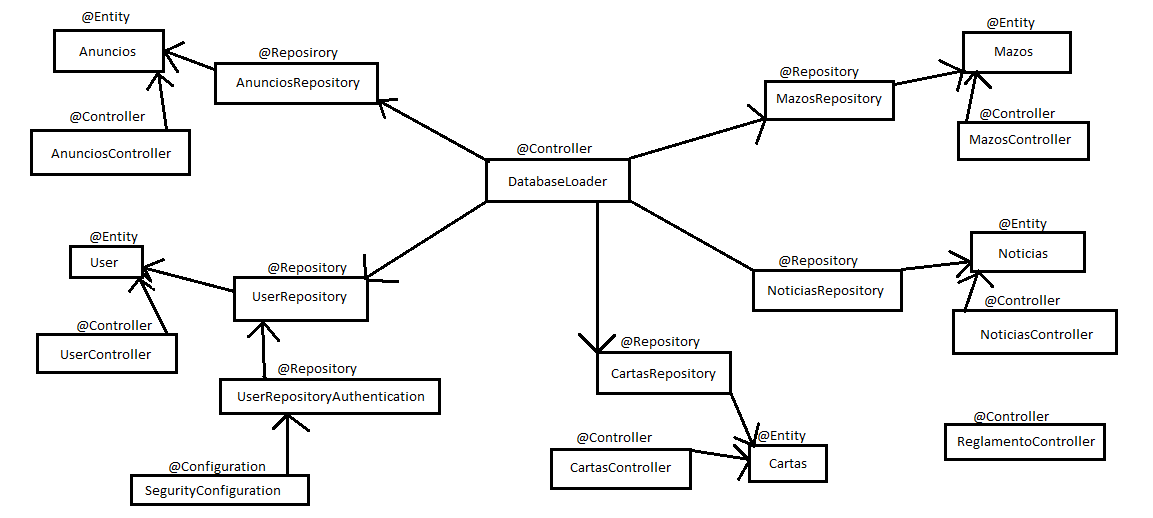 @Entity
Anuncios
@Reposirory
AnunciosRepository
@Controller
AnunciosController
@Entity
Mazos
@Repository
MazosRepository
@Controller
MazosController
@Controller
DatabaseLoader
@Entity
User
@Repository
UserRepository
@Controller
UserController
@Repository
UserRepositoryAuthentication
@Configuration
SegurityConfiguration
@Entity
Noticias
@Repository
NoticiasRepository
@Controller
NoticiasController
@Repository
CartasRepository
@Controller
CartasController
@Entity
Cartas
@Controller
ReglamentoController